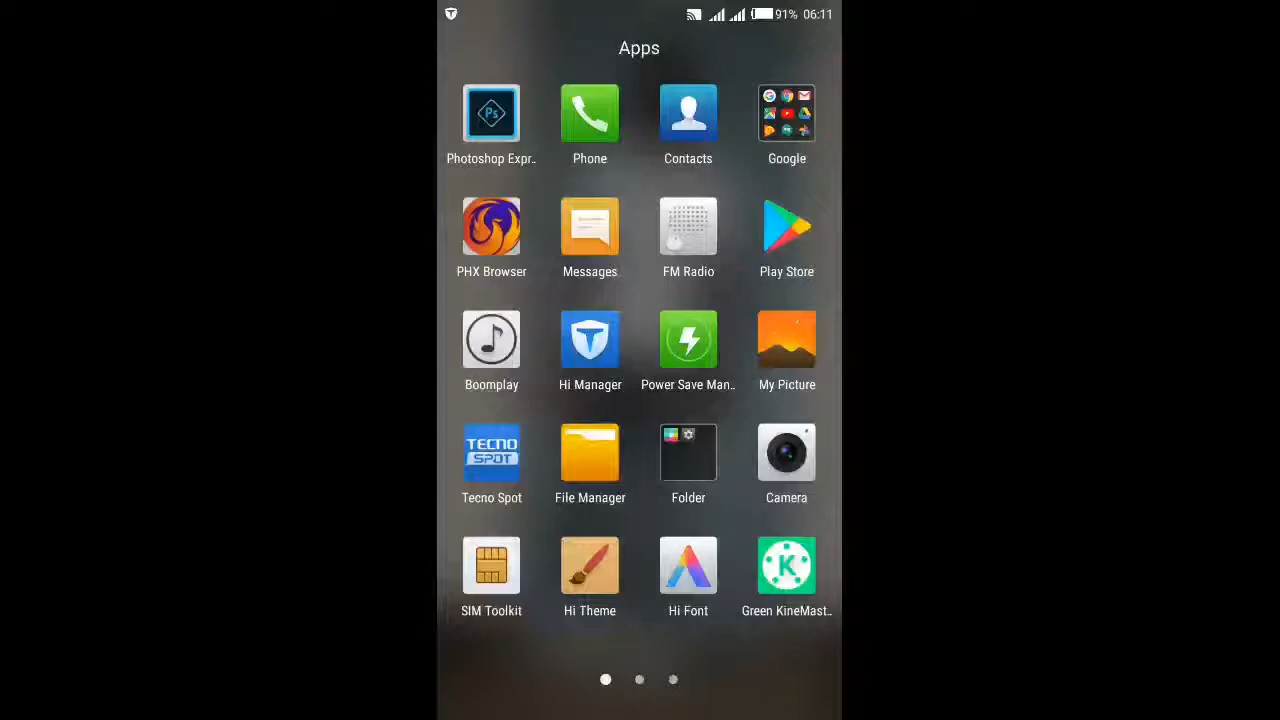 91% 06:11
Apps
Ps
Photoshop Expr..
Phone
Contacts
Google
PHX Browser
Messages
FM Radio
Play Store
Boomplay
Hi Manager
Power Save Man..
My Picture
TECNO
SPOT
Tecno Spot
File Manager
Folder
Camera
K
SIM Toolkit
Hi Theme
Hi Font
Green KineMast..